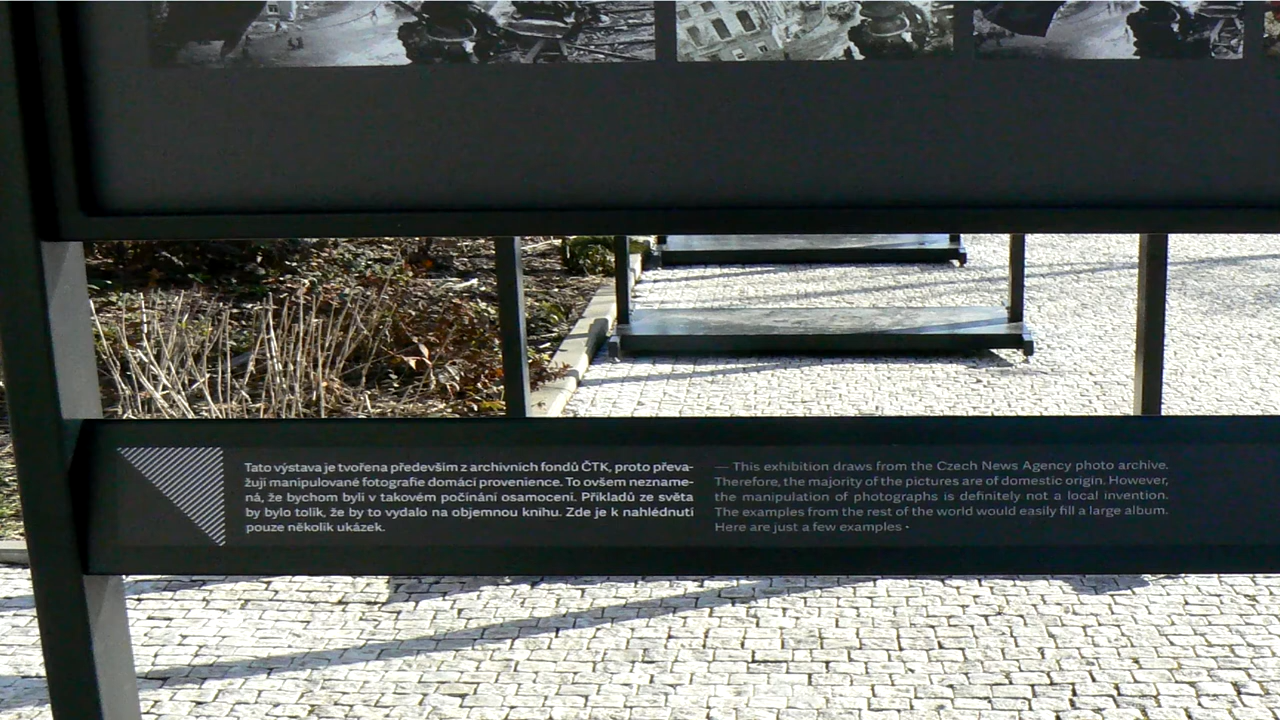 Tato výstava je tvořena především z archivních fondů ČTK, proto převa-
žují manipulované fotografie domácí provenience. To ovšem nezname-
ná, že bychom byli v takovém počínání osamoceni. Příkladů ze světa
by bylo tolik, že by to vydalo na objemnou knihu. Zde je k nahlédnutí
pouze několik ukázek.
— This exhibition draws from the Czech News Agency photo archive.
Therefore, the majority of the pictures are of domestic origin. However,
the manipulation of photographs is definitely not a local invention.
The examples from the rest of the world would easily fill a large album.
Here are just a few examples •